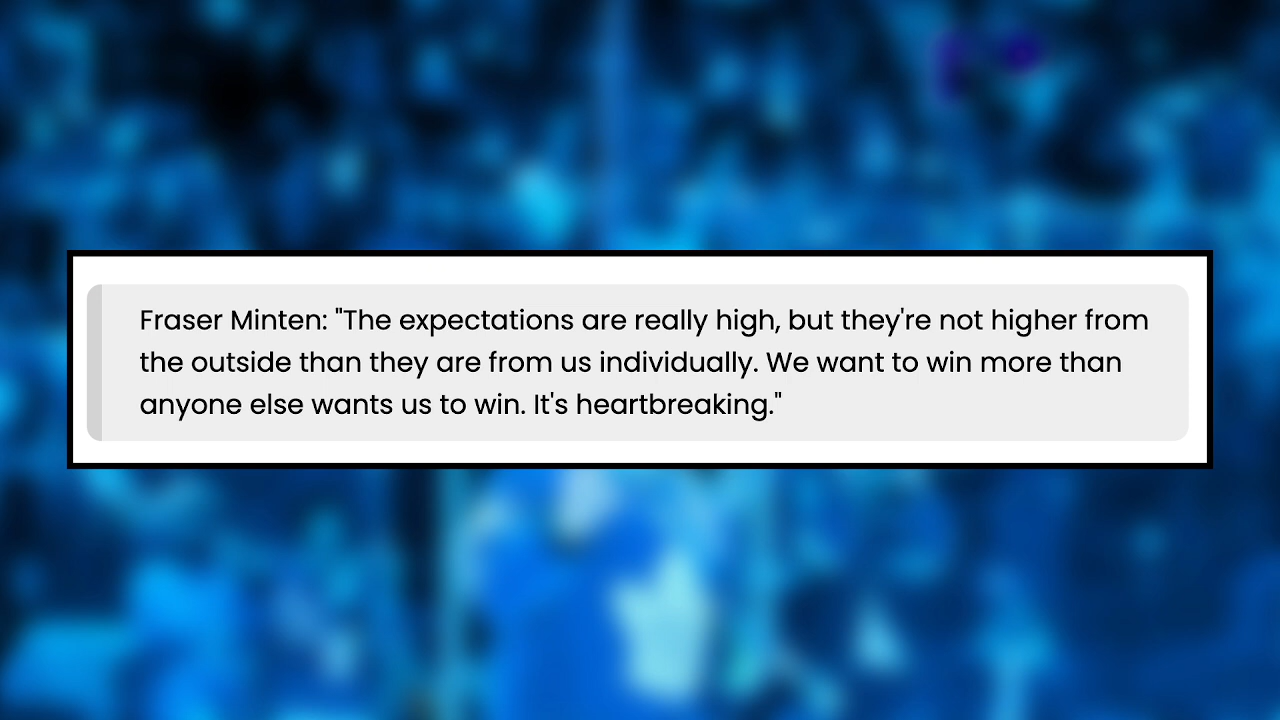 Fraser Minten: "The expectations are really high, but they're not higher from
the outside than they are from us individually. We want to win more than
anyone else wants us to win. It's heartbreaking."